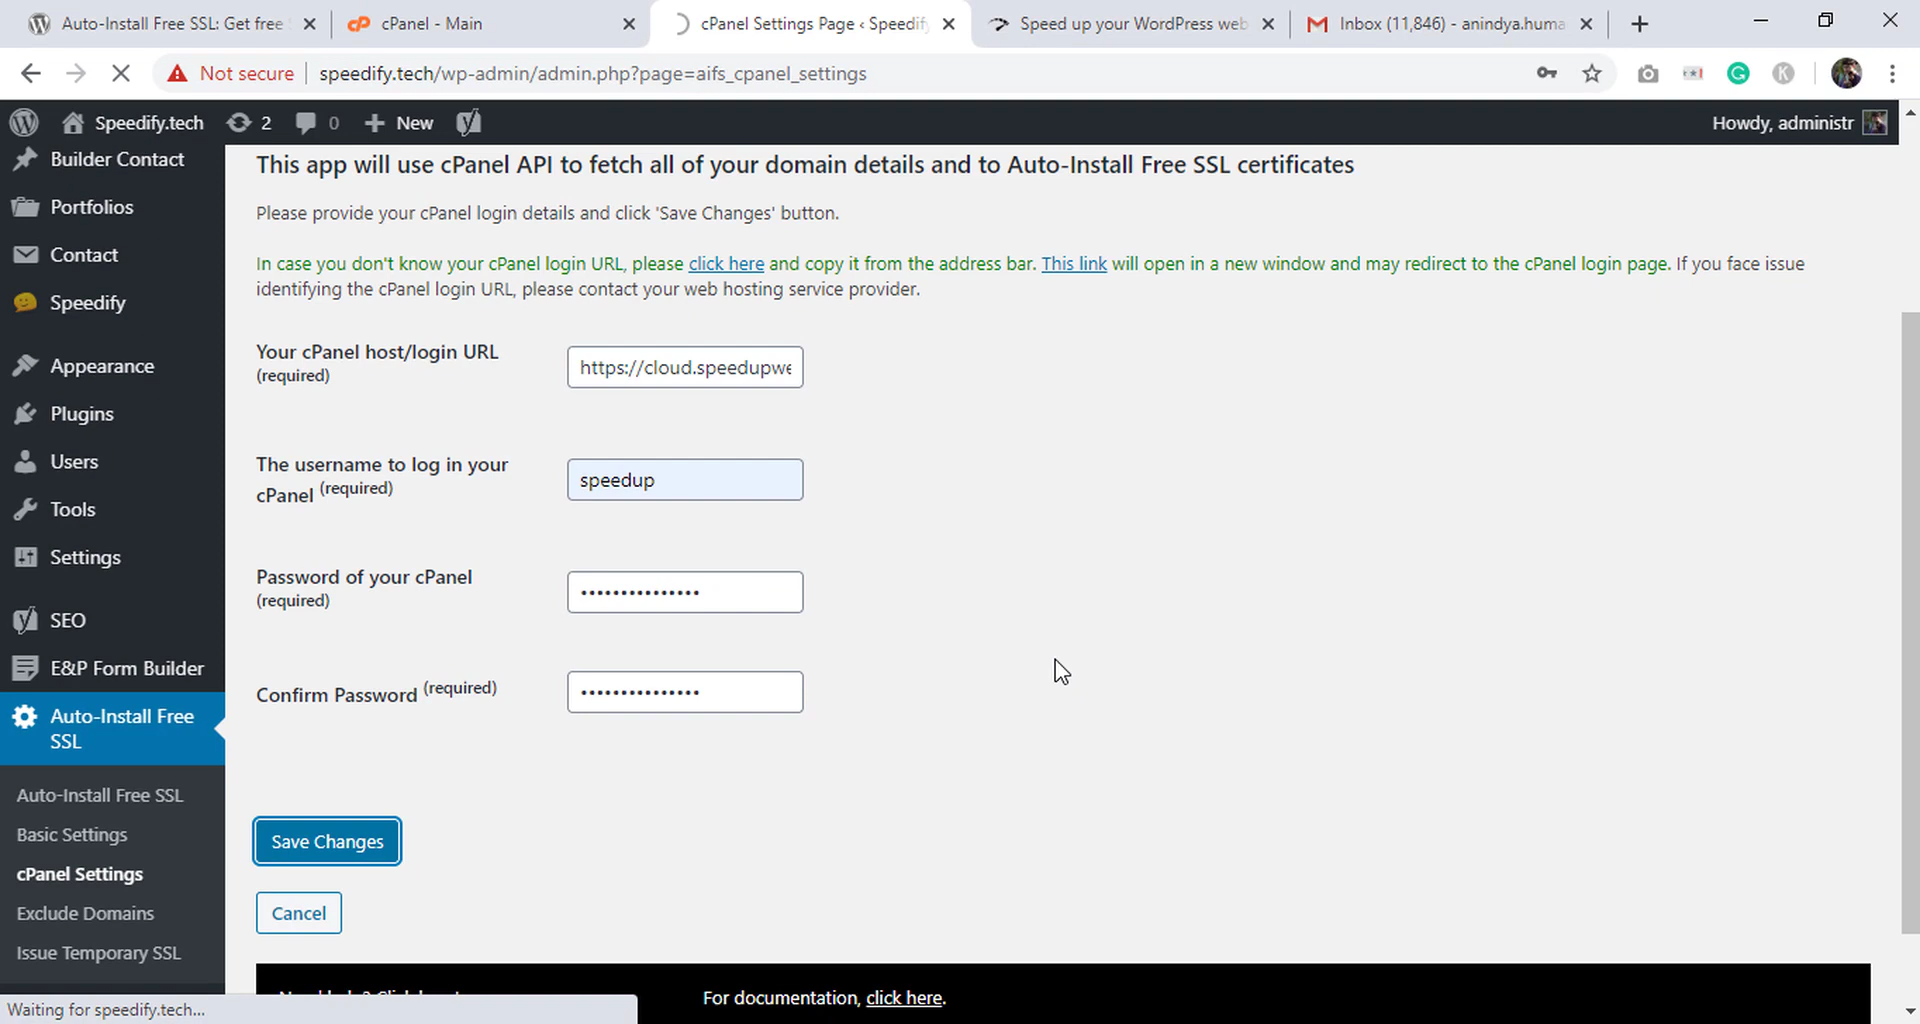 Auto-Install Free SSL: Get free
cPanel - Main
cPanel Settings Page ‹ Speedify
Speed up your WordPress web
Inbox (11,846) - anindya.huma
Not secure
speedify.tech/wp-admin/admin.php?page=aifs_cpanel_settings
Speedify.tech
2
0
New
Howdy, administr
Builder Contact
Portfolios
Contact
Speedify
Appearance
Plugins
Users
Tools
Settings
SEO
E&P Form Builder
Auto-Install Free
SSL
Auto-Install Free SSL
Basic Settings
cPanel Settings
Exclude Domains
Issue Temporary SSL
This app will use cPanel API to fetch all of your domain details and to Auto-Install Free SSL certificates
Please provide your cPanel login details and click 'Save Changes' button.
In case you don't know your cPanel login URL, please click here and copy it from the address bar. This link will open in a new window and may redirect to the cPanel login page. If you face issue
identifying the cPanel login URL, please contact your web hosting service provider.
Your cPanel host/login URL
(required)
https://cloud.speedupwe
The username to log in your
cPanel (required)
speedup
Password of your cPanel
(required)
•••••••••••••••
Confirm Password (required)
•••••••••••••••
Save Changes
Cancel
For documentation, click here.
Waiting for speedify.tech...